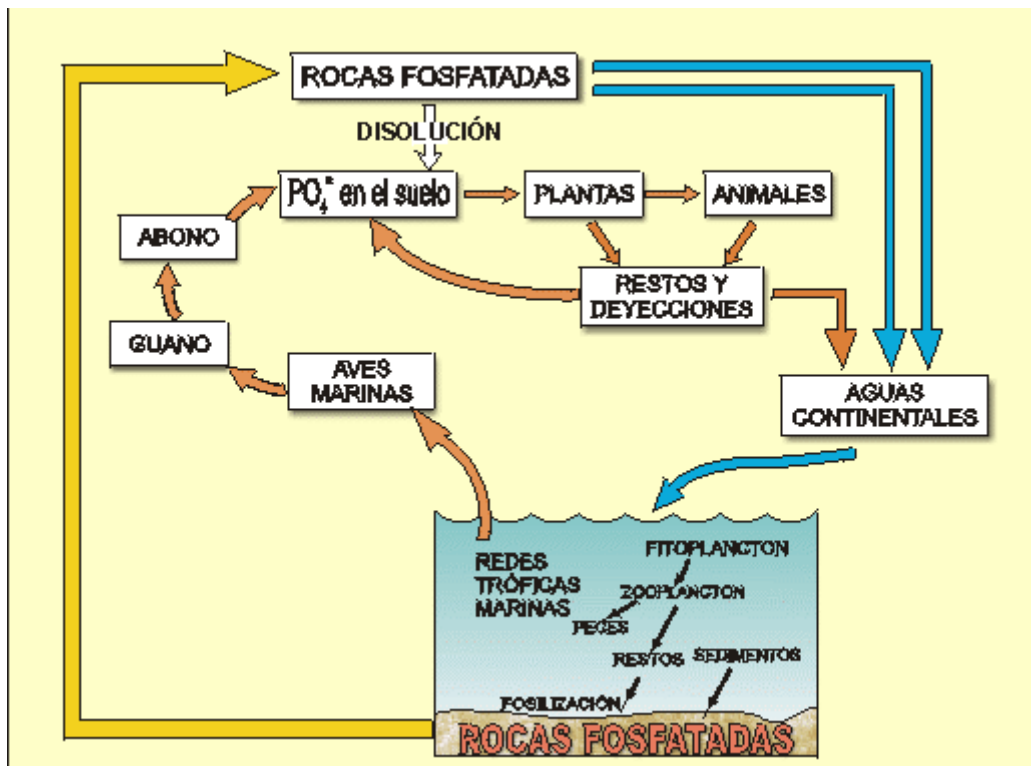 ROCAS FOSFATADAS
DISOLUCIÓN
PO4≡ en el suelo
PLANTAS
ANIMALES
ABONO
RESTOS Y
DEYECCIONES
GUANO
AVES
MARINAS
AGUAS
CONTINENTALES
REDES
TRÓFICAS
MARINAS
FITOPLANCTON
ZOOPLANCTON
PECES
RESTOS
SEDIMENTOS
FOSILIZACIÓN
ROCAS FOSFATADAS